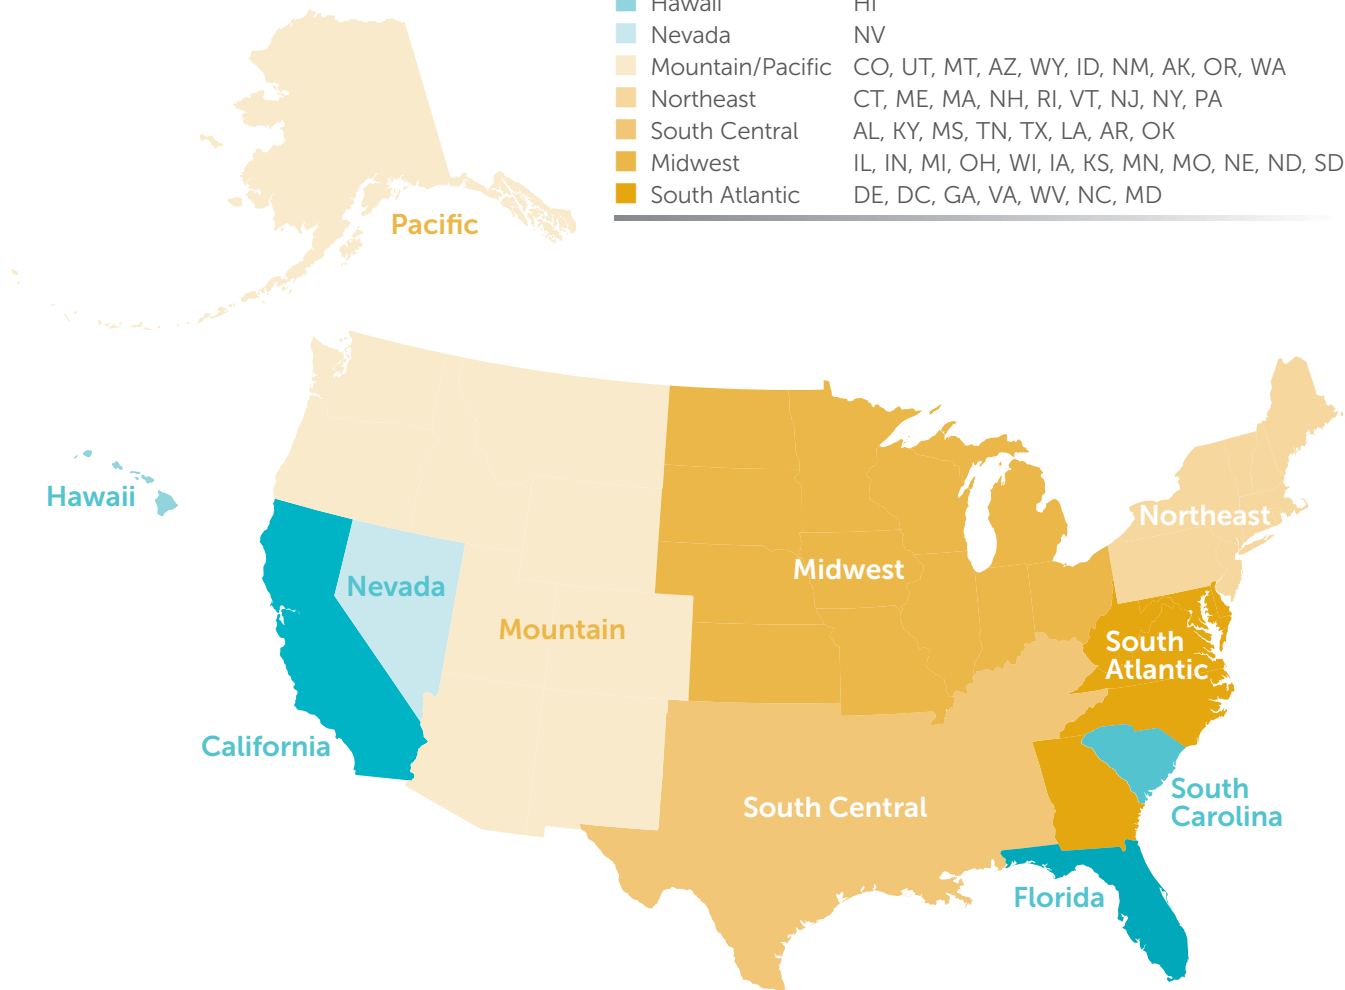 Hawaii HI
Nevada NV
Mountain/Pacific CO, UT, MT, AZ, WY, ID, NM, AK, OR, WA
Northeast CT, ME, MA, NH, RI, VT, NJ, NY, PA
South Central AL, KY, MS, TN, TX, LA, AR, OK
Midwest IL, IN, MI, OH, WI, IA, KS, MN, MO, NE, ND, SD
South Atlantic DE, DC, GA, VA, WV, NC, MD
Pacific
Hawaii
Northeast
Midwest
Nevada
Mountain
South
Atlantic
California
South Central
South
Carolina
Florida